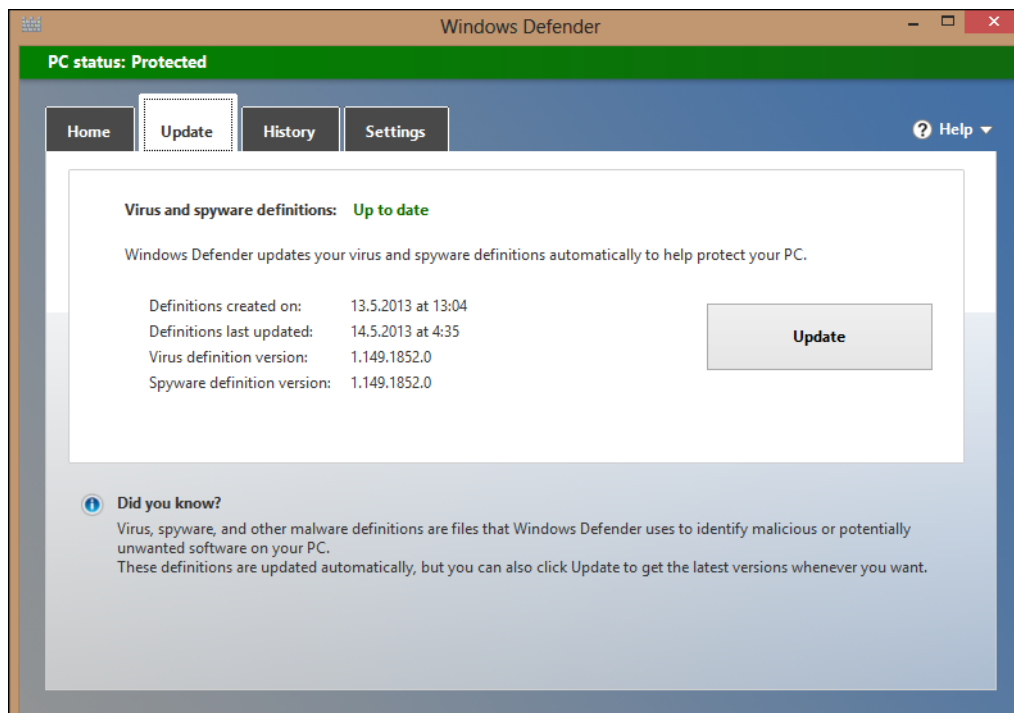 Windows Defender
PC status: Protected
Home Update History Settings Help
Virus and spyware definitions: Up to date
Windows Defender updates your virus and spyware definitions automatically to help protect your PC.
Definitions created on: 13.5.2013 at 13:04
Definitions last updated: 14.5.2013 at 4:35
Virus definition version: 1.149.1852.0
Spyware definition version: 1.149.1852.0
Update
Did you know?
Virus, spyware, and other malware definitions are files that Windows Defender uses to identify malicious or potentially
unwanted software on your PC.
These definitions are updated automatically, but you can also click Update to get the latest versions whenever you want.